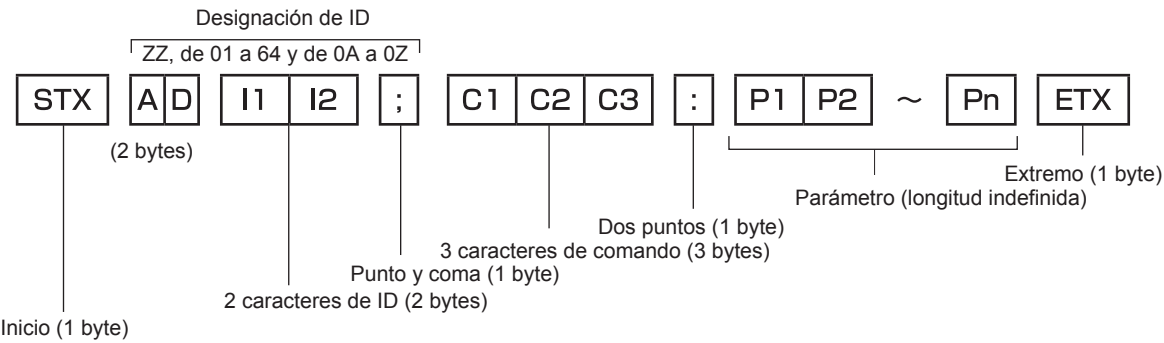 Designación de ID
ZZ, de 01 a 64 y de 0A a 0Z
STX A D I1 I2 ; C1 C2 C3 : P1 P2 ～ Pn ETX
(2 bytes)
Extremo (1 byte)
Parámetro (longitud indefinida)
Dos puntos (1 byte)
3 caracteres de comando (3 bytes)
Punto y coma (1 byte)
2 caracteres de ID (2 bytes)
Inicio (1 byte)